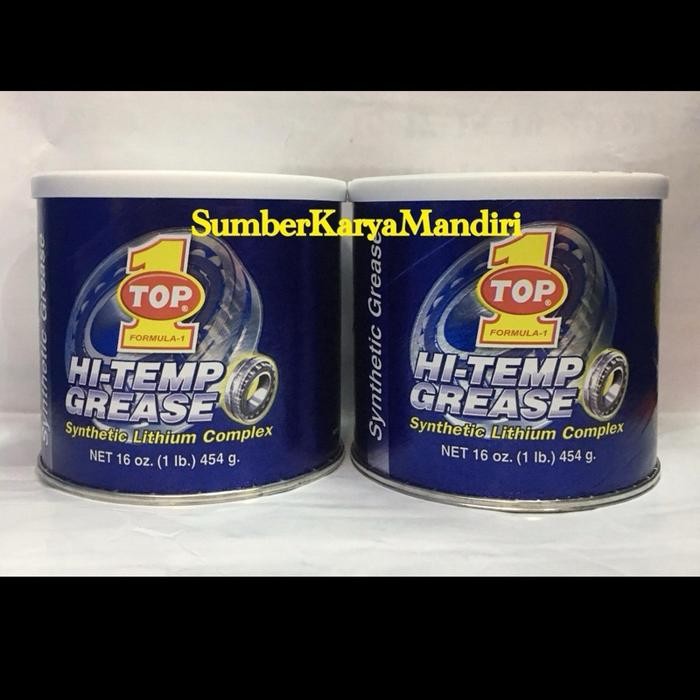 SumberKaryaMandiri
Synthetic Grease
1
TOP®
FORMULA-1
HI-TEMP
GREASE
Synthetic Lithium Complex
NET 16 oz. (1 lb.) 454 g.
Synthetic Grease
1
TOP®
FORMULA-1
HI-TEMP
GREASE
Synthetic Lithium Complex
NET 16 oz. (1 lb.) 454 g.